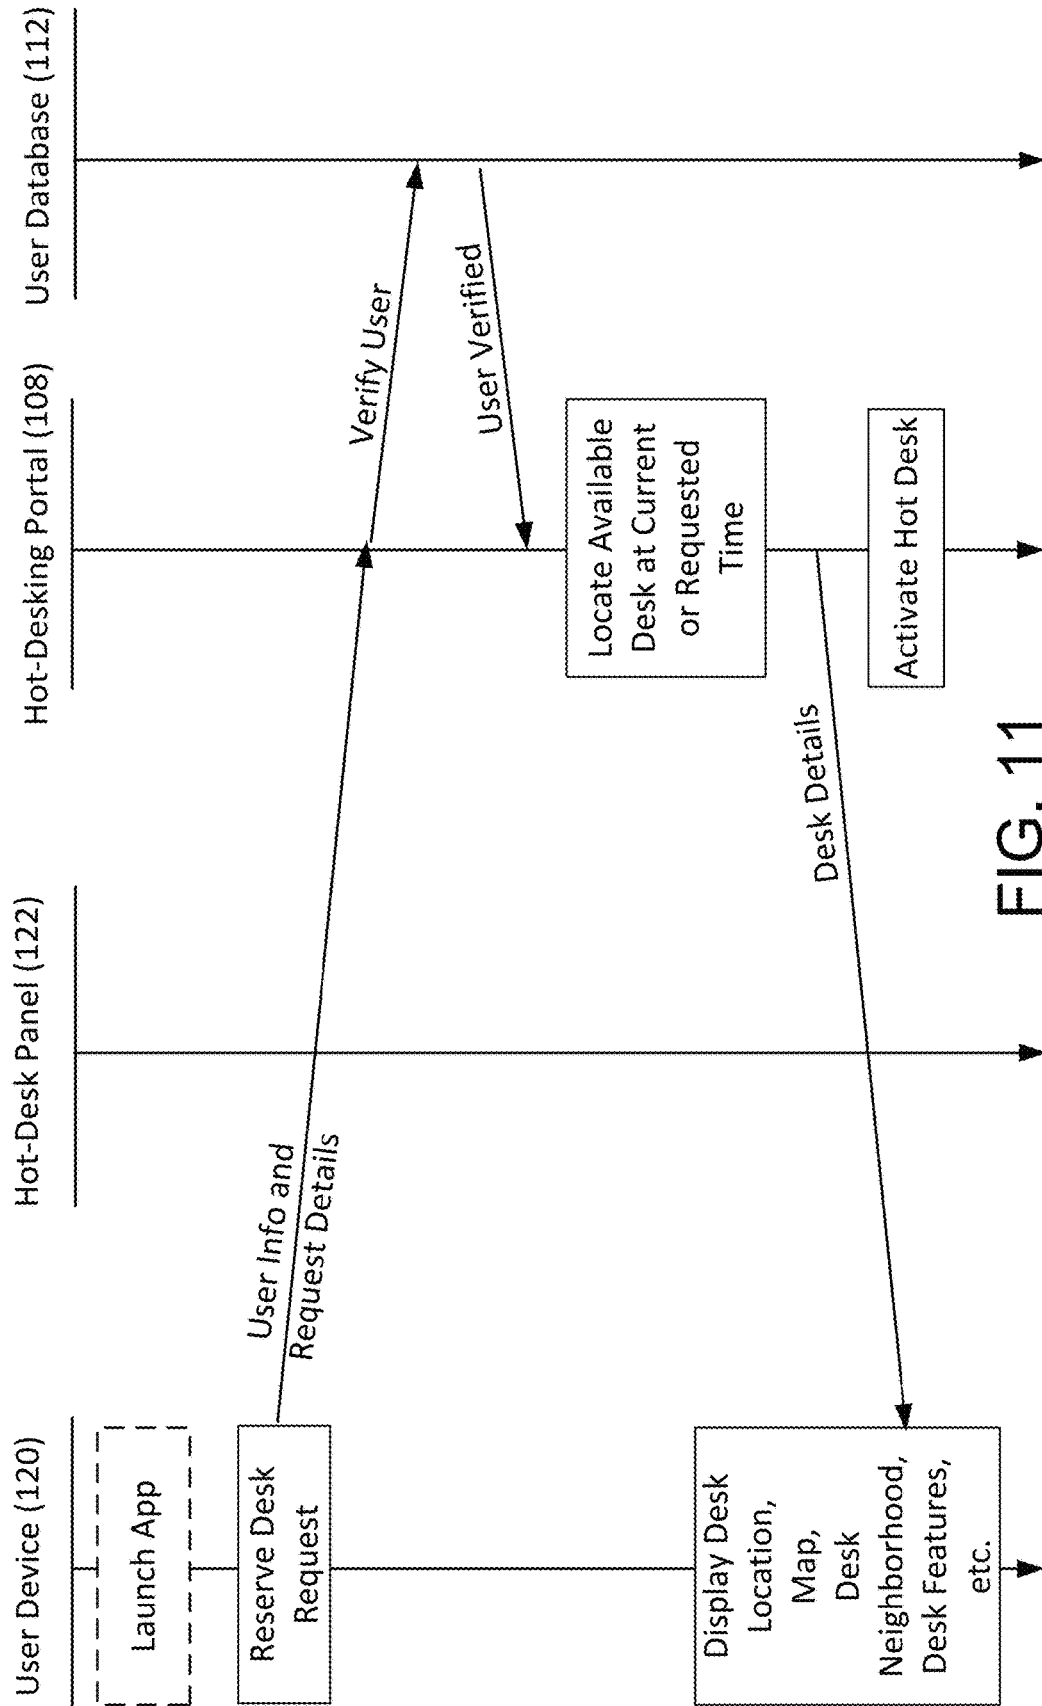 User Device (120)
Hot-Desk Panel (122)
Hot-Desking Portal (108)
User Database (112)
Launch App
Reserve Desk
Request
User Info and
Request Details
Verify User
User Verified
Locate Available
Desk at Current
or Requested
Time
Desk Details
Display Desk
Location,
Map,
Desk
Neighborhood,
Desk Features,
etc.
Activate Hot Desk
FIG. 11